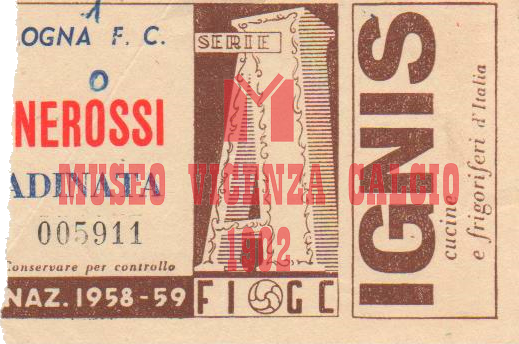 1
OLOGNA F. C.
0
NEROSSI
ADINATA
005911
Conservare per controllo
NAZ. 1958-59
SERIE
A
FIGC
IGNIS
cucine
e frigoriferi d'Italia
M
MUSEO VICENZA CALCIO
1902